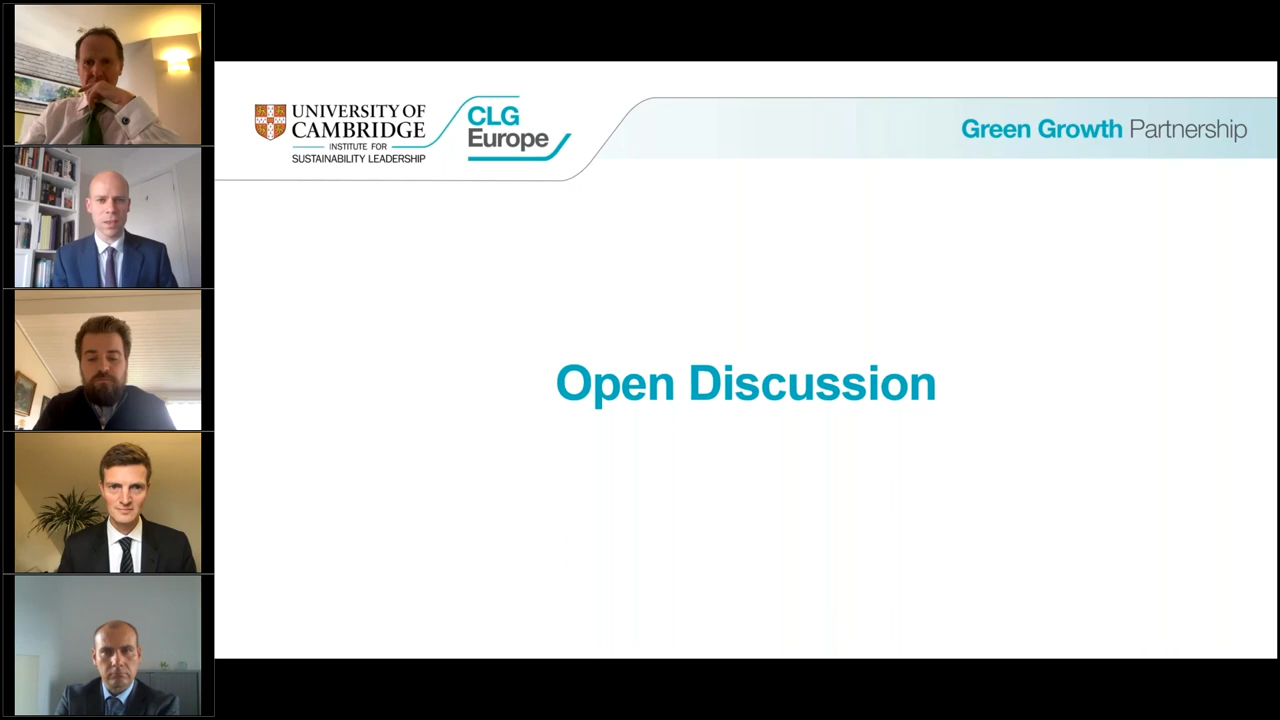 UNIVERSITY OF
CAMBRIDGE
INSTITUTE FOR
SUSTAINABILITY LEADERSHIP
CLG
Europe
Green Growth Partnership
Open Discussion